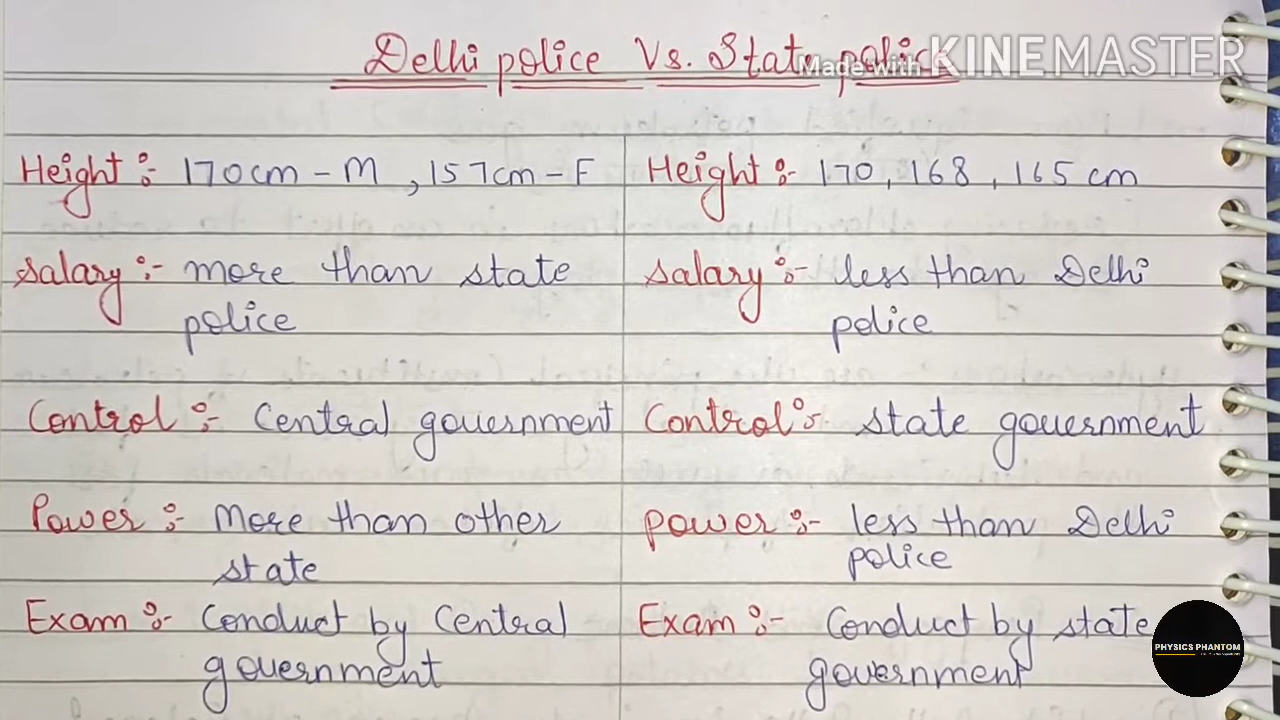 Delhi police Vs. State police
Made with KINEMASTER
Height :- 170cm - M , 157cm - F
Salary :- more than state
police
Control :- Central government
Power :- More than other
state
Exam :- Conduct by Central
government
Height :- 170, 168, 165 cm
Salary :- less than Delhi
police
Control :- state government
power :- less than Delhi
police
Exam :- Conduct by state
government
PHYSICS PHANTOM